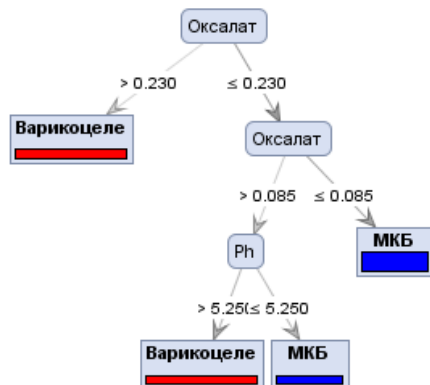 Оксалат
> 0.230 ≤ 0.230
Варикоцеле
Оксалат
> 0.085 ≤ 0.085
Ph
МКБ
> 5.25(≤ 5.250
Варикоцеле МКБ